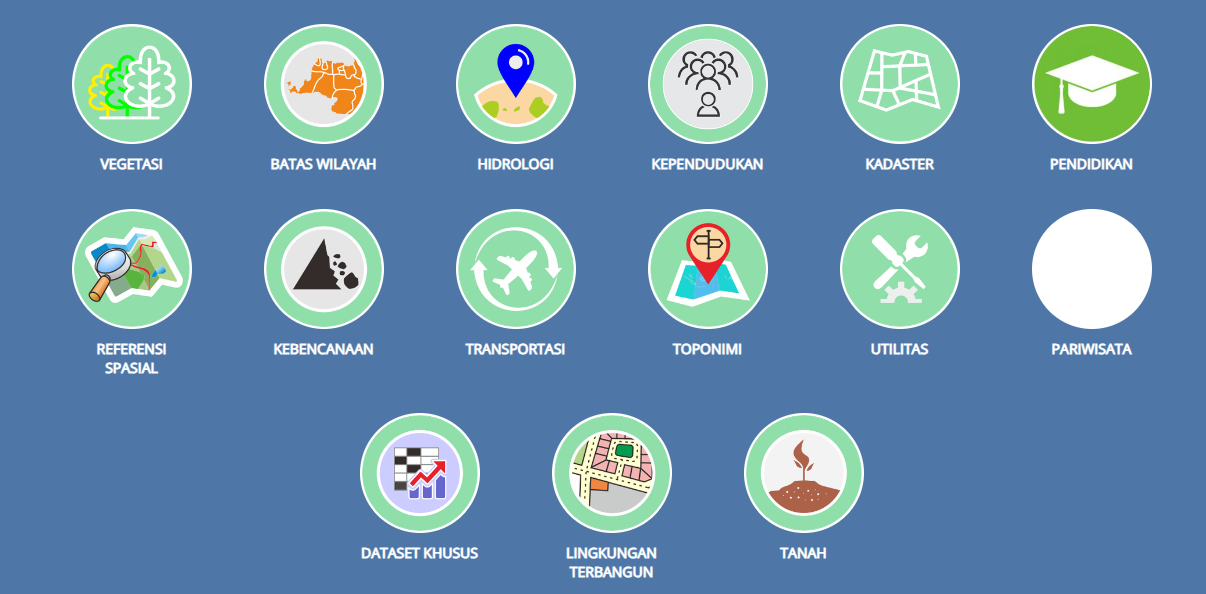 VEGETASI
BATAS WILAYAH
HIDROLOGI
KEPENDUDUKAN
KADASTER
PENDIDIKAN
REFERENSI
SPASIAL
KEBENCANAAN
TRANSPORTASI
TOPONIMI
UTILITAS
PARIWISATA
DATASET KHUSUS
LINGKUNGAN
TERBANGUN
TANAH